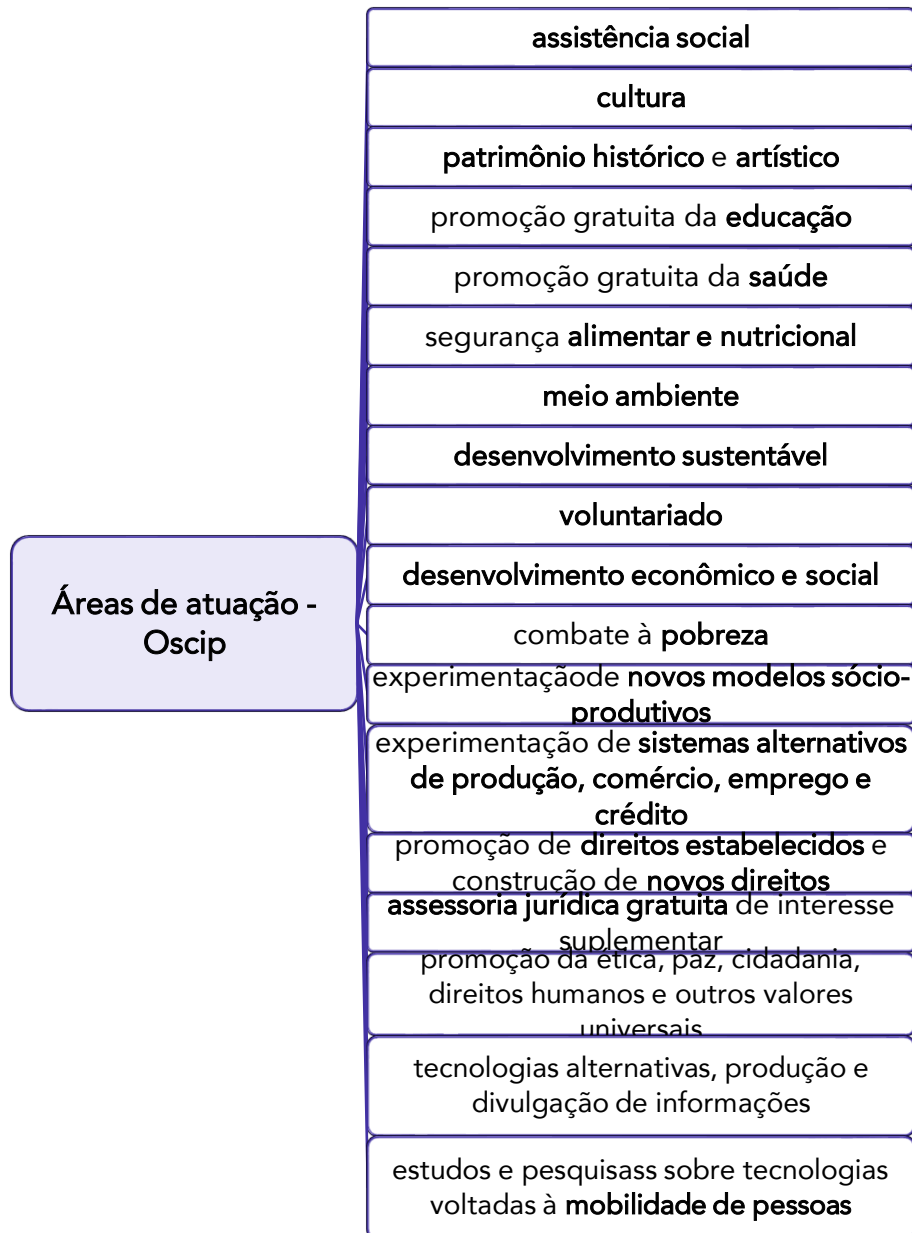 assistência social
cultura
patrimônio histórico e artístico
promoção gratuita da educação
promoção gratuita da saúde
segurança alimentar e nutricional
meio ambiente
desenvolvimento sustentável
voluntariado
desenvolvimento econômico e social
Áreas de atuação -
Oscip
combate à pobreza
experimentaçãode novos modelos sócio-
produtivos
experimentação de sistemas alternativos
de produção, comércio, emprego e
crédito
promoção de direitos estabelecidos e
construção de novos direitos
assessoria jurídica gratuita de interesse
suplementar
promoção da ética, paz, cidadania,
direitos humanos e outros valores
universais
tecnologias alternativas, produção e
divulgação de informações
estudos e pesquisass sobre tecnologias
voltadas à mobilidade de pessoas